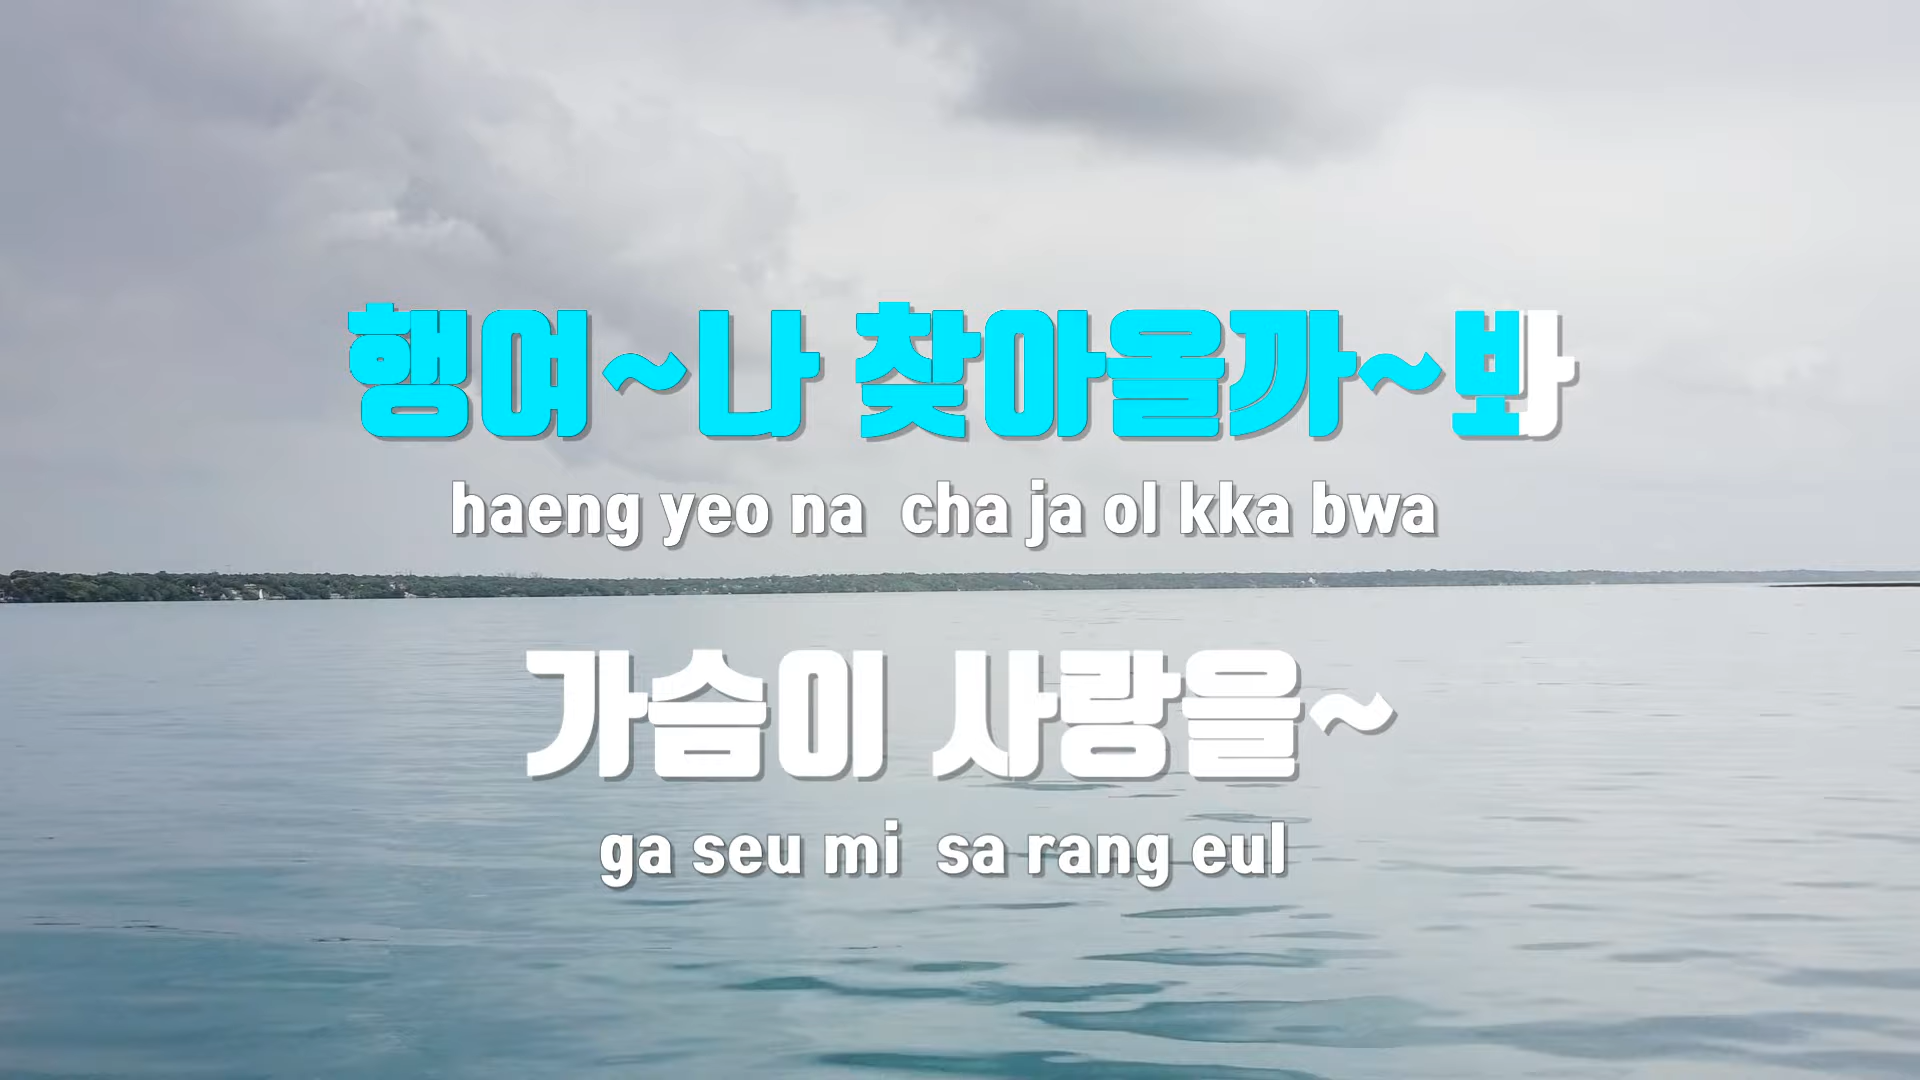 행여~나 찾아올까~봐
haeng yeo na cha ja ol kka bwa
가슴이 사랑을~
ga seu mi sa rang eul